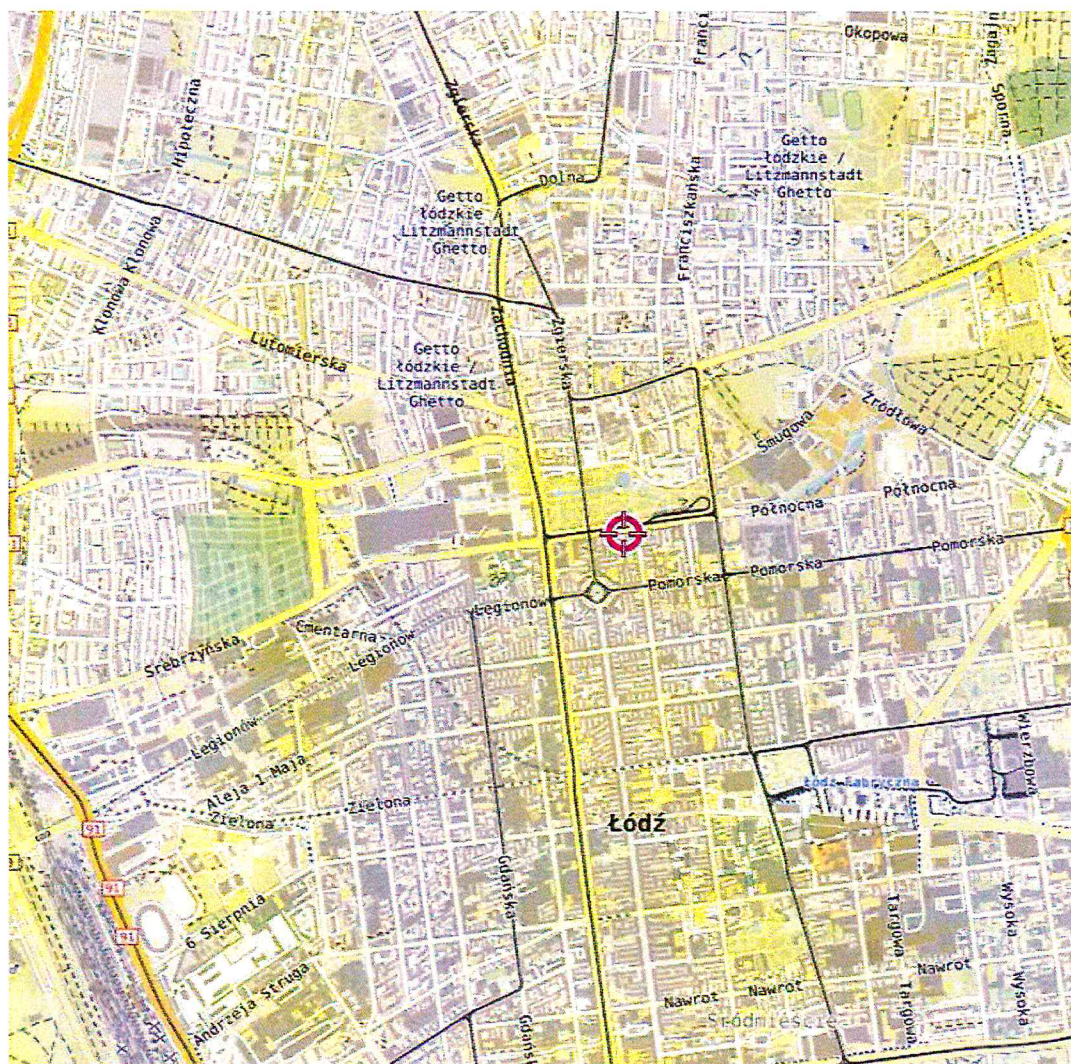 Okopowa
Franci
Żugajn
Zgierska
Hipoteczna
Sporna
Getto
łódzkie /
Litzmannstadt
Ghetto
Dolna
Franciszkańska
Getto
łódzkie /
Litzmannstadt
Ghetto
Klonowa
Klonowa
Zachodnia
Zgierska
Lutomierska
Getto
łódzkie /
Litzmannstadt
Ghetto
Źródłowa
Smugowa
Północna
Północna
Pomorska
Pomorska
Pomorska
Legionów
Cmentarna
Legionów
Srebrzyńska
Legionów
Wierzbowa
Aleja 1 Maja
Łódź Fabryczna
Zielona
Zielona
91
Łódź
Gdańska
91
6 Sierpnia
Targowa
Wysoka
91
Andrzeja Struga
Nawrot
Nawrot
Nawrot
Targowa
Wysoka
Śródmieście
Gdańs